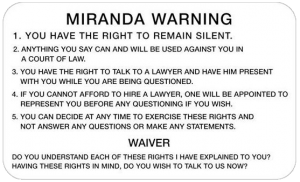 MIRANDA WARNING
1. YOU HAVE THE RIGHT TO REMAIN SILENT.
2. ANYTHING YOU SAY CAN AND WILL BE USED AGAINST YOU IN
A COURT OF LAW.
3. YOU HAVE THE RIGHT TO TALK TO A LAWYER AND HAVE HIM PRESENT
WITH YOU WHILE YOU ARE BEING QUESTIONED.
4. IF YOU CANNOT AFFORD TO HIRE A LAWYER, ONE WILL BE APPOINTED TO
REPRESENT YOU BEFORE ANY QUESTIONING IF YOU WISH.
5. YOU CAN DECIDE AT ANY TIME TO EXERCISE THESE RIGHTS AND
NOT ANSWER ANY QUESTIONS OR MAKE ANY STATEMENTS.
WAIVER
DO YOU UNDERSTAND EACH OF THESE RIGHTS I HAVE EXPLAINED TO YOU?
HAVING THESE RIGHTS IN MIND, DO YOU WISH TO TALK TO US NOW?